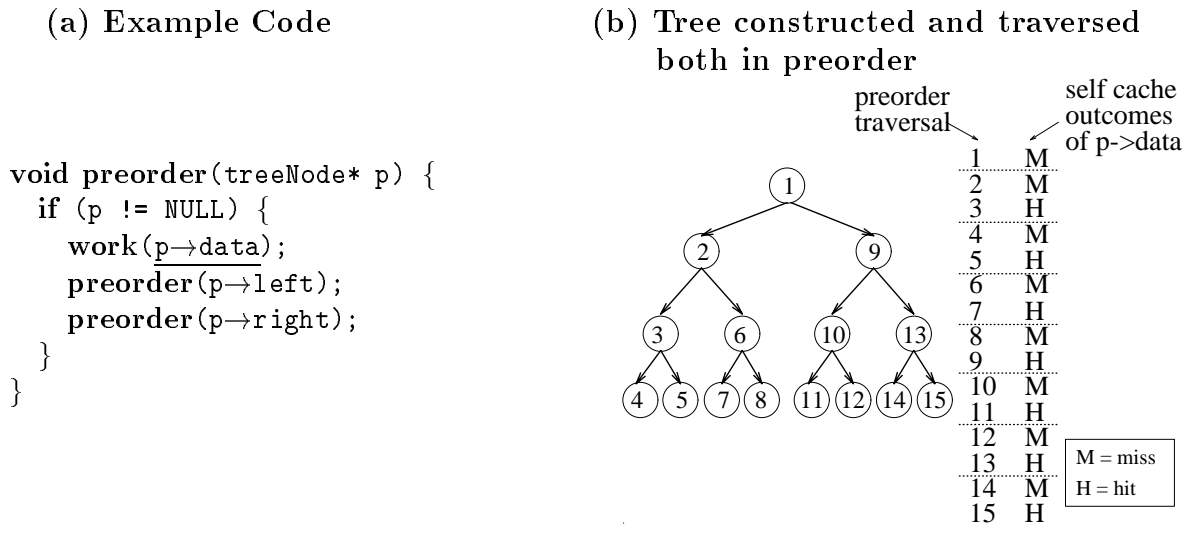 (a) Example Code
void preorder(treeNode* p) {
if (p != NULL) {
work(p→data);
preorder(p→left);
preorder(p→right);
}
}
(b) Tree constructed and traversed
both in preorder
preorder
traversal
self cache
outcomes
of p->data
1
2 9
3 6 10 13
4 5 7 8 11 12 14 15
1 M
2 M
3 H
4 M
5 H
6 M
7 H
8 M
9 H
10 M
11 H
12 M
13 H
14 M
15 H
M = miss
H = hit